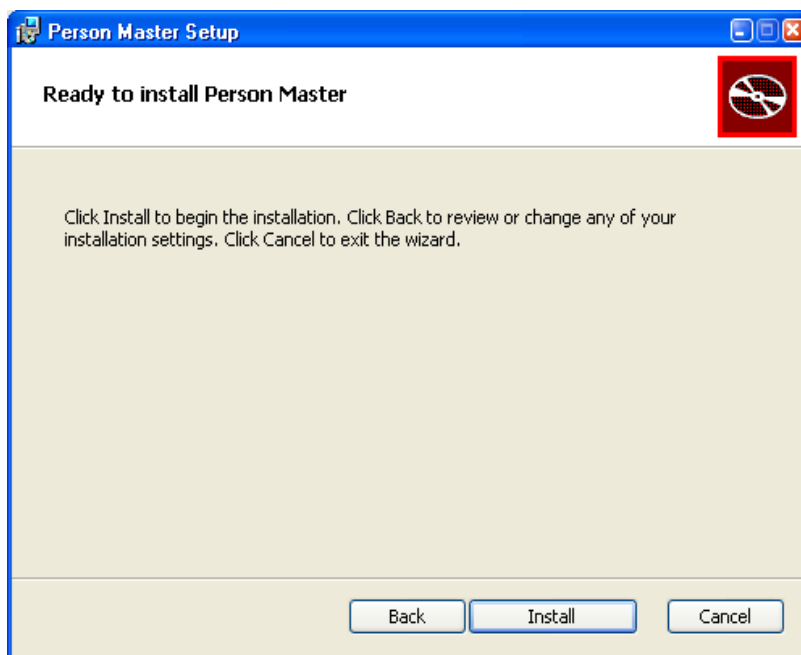 Person Master Setup
Ready to install Person Master
Click Install to begin the installation. Click Back to review or change any of your
installation settings. Click Cancel to exit the wizard.
Back Install Cancel